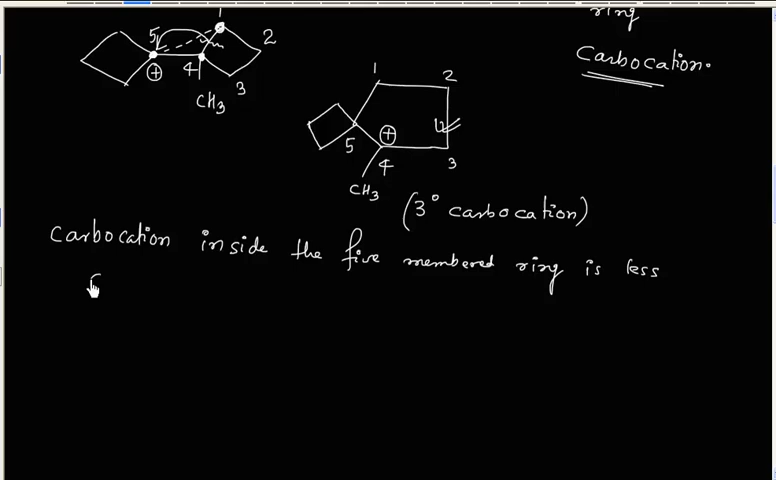 ring
Carbocation.
1
5
2
4
3
CH3
1
2
5
4
3
CH3
(3° carbocation)
carbocation inside the five membered ring is less